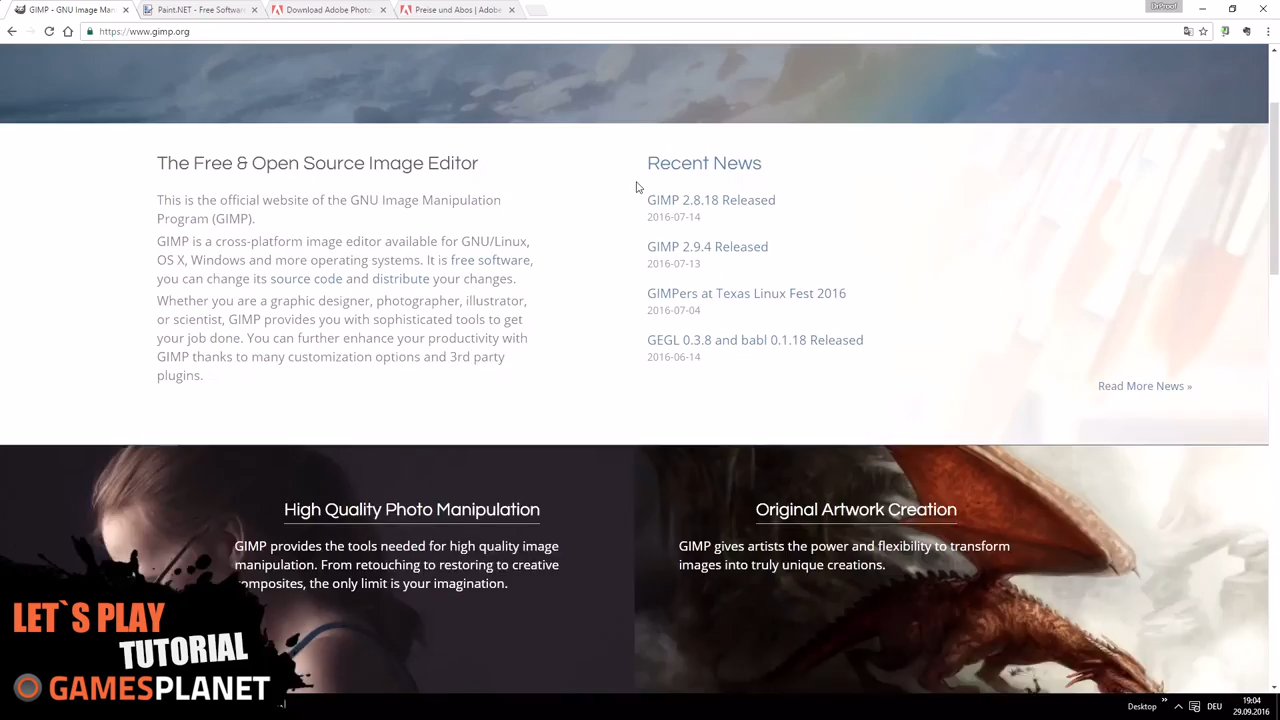 GIMP - GNU Image Man
Paint.NET - Free Softwar
Download Adobe Photo
Preise und Abos | Adobe
DrProof
https://www.gimp.org
The Free & Open Source Image Editor
This is the official website of the GNU Image Manipulation
Program (GIMP).
GIMP is a cross-platform image editor available for GNU/Linux,
OS X, Windows and more operating systems. It is free software,
you can change its source code and distribute your changes.
Whether you are a graphic designer, photographer, illustrator,
or scientist, GIMP provides you with sophisticated tools to get
your job done. You can further enhance your productivity with
GIMP thanks to many customization options and 3rd party
plugins.
Recent News
GIMP 2.8.18 Released
2016-07-14
GIMP 2.9.4 Released
2016-07-13
GIMPers at Texas Linux Fest 2016
2016-07-04
GEGL 0.3.8 and babl 0.1.18 Released
2016-06-14
Read More News »
High Quality Photo Manipulation
GIMP provides the tools needed for high quality image
manipulation. From retouching to restoring to creative
composites, the only limit is your imagination.
Original Artwork Creation
GIMP gives artists the power and flexibility to transform
images into truly unique creations.
LET`S PLAY
TUTORIAL
GAMESPLANET
Desktop
DEU
19:04
29.09.2016